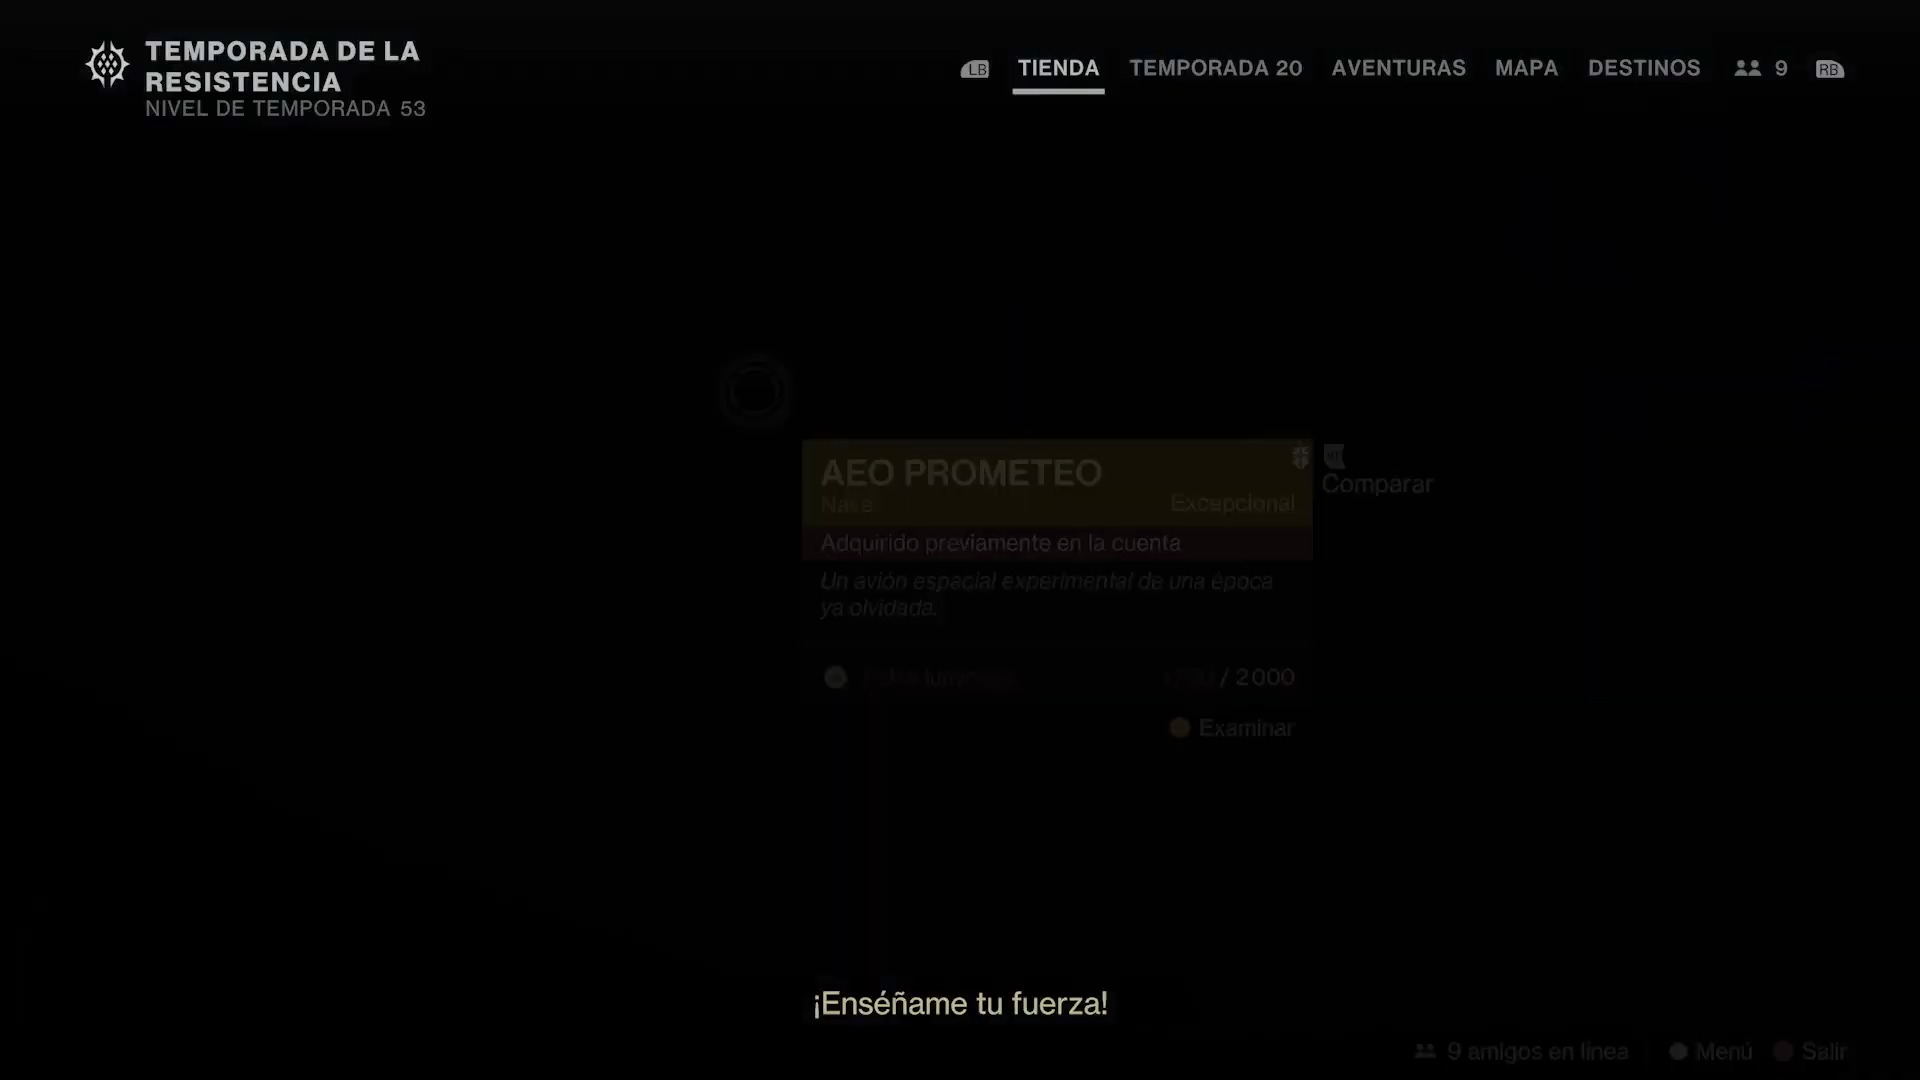 TEMPORADA DE LA
RESISTENCIA
NIVEL DE TEMPORADA 53
LB TIENDA TEMPORADA 20 AVENTURAS MAPA DESTINOS 9 RB
AEO PROMETEO
Nave Excepcional
Comparar
Adquirido previamente en la cuenta
Un avión espacial experimental de una época
ya olvidada.
/ 2000
Examinar
¡Enséñame tu fuerza!
9 amigos en línea Menú Salir